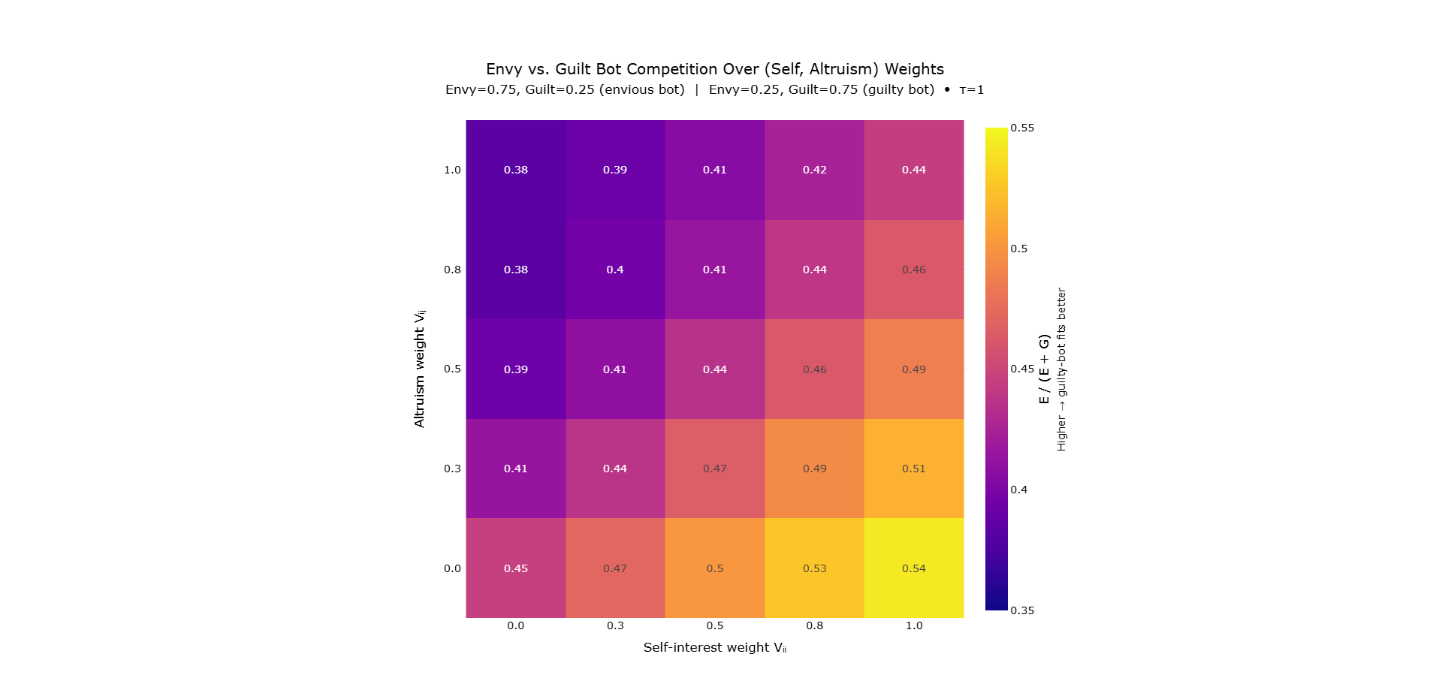 Envy vs. Guilt Bot Competition Over (Self, Altruism) Weights
Envy=0.75, Guilt=0.25 (envious bot) | Envy=0.25, Guilt=0.75 (guilty bot) • τ=1
Altruism weight Vᵢⱼ
1.0 0.38 0.39 0.41 0.42 0.44
0.8 0.38 0.4 0.41 0.44 0.46
0.5 0.39 0.41 0.44 0.46 0.49
0.3 0.41 0.44 0.47 0.49 0.51
0.0 0.45 0.47 0.5 0.53 0.54
0.0 0.3 0.5 0.8 1.0
Self-interest weight Vᵢᵢ
0.55
0.5
0.45
0.4
0.35
E / (E + G)
Higher → guilty-bot fits better